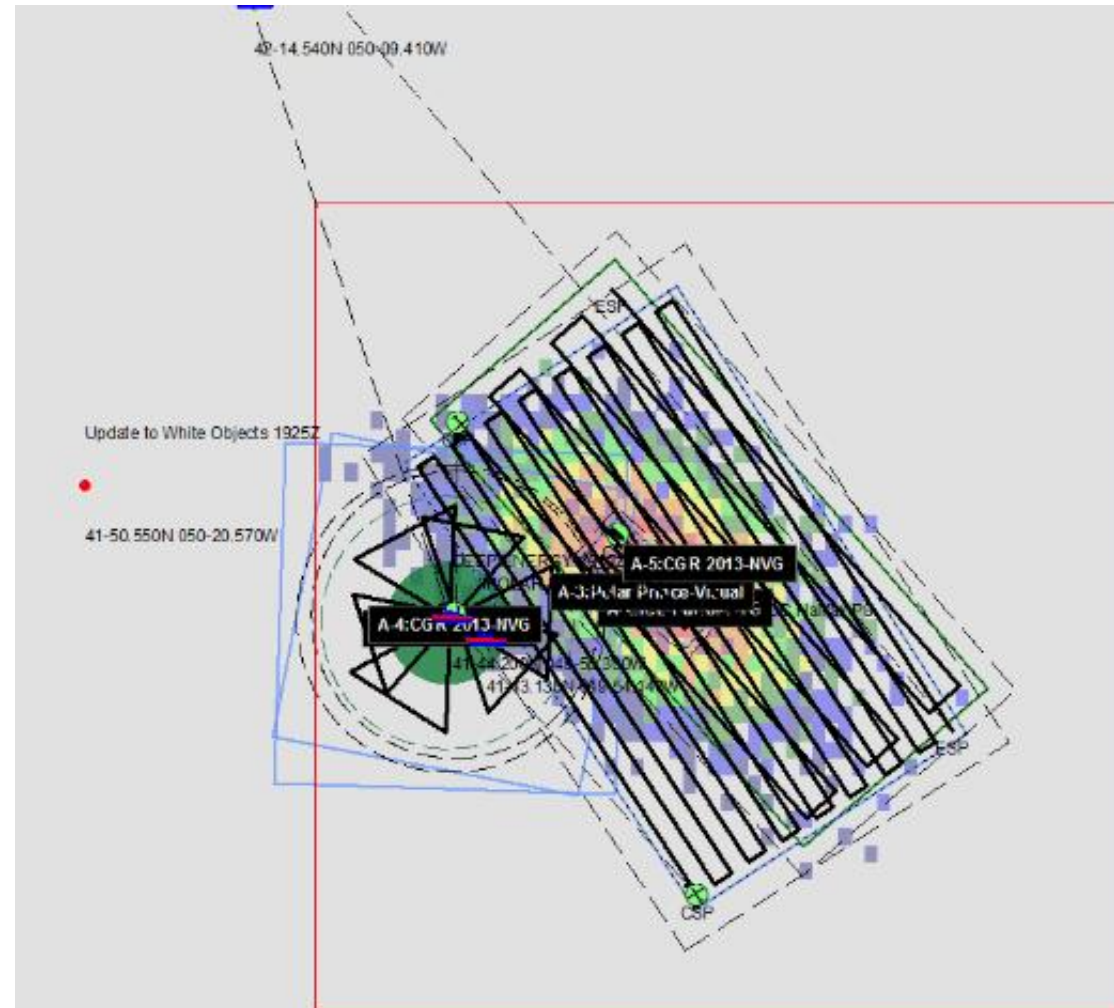 42-14.540N 050-09.410W
ESP
Update to White Objects 1925Z
41-50.550N 050-20.570W
A-5:CGR 2013-NVG
A-3:Polar Prince-Visual
A-4:CGR 2013-NVG
ESP
CSP